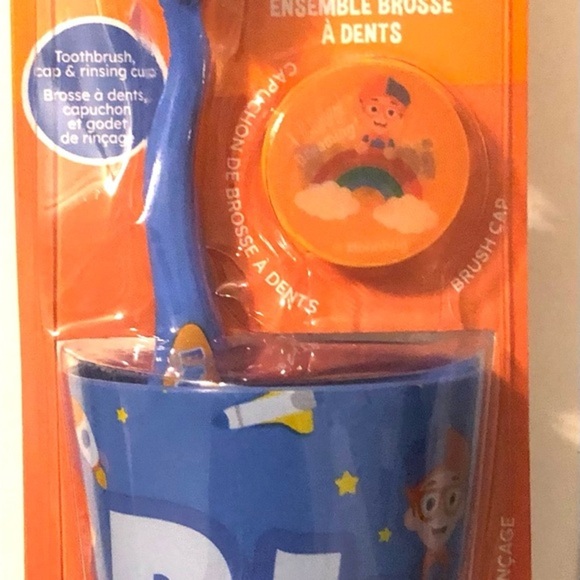 ENSEMBLE BROSSE
À DENTS
Toothbrush,
cap & rinsing cup
Brosse à dents,
capuchon
et godet
de rinçage
CAPUCHON DE BROSSE À DENTS
BRUSH CAP